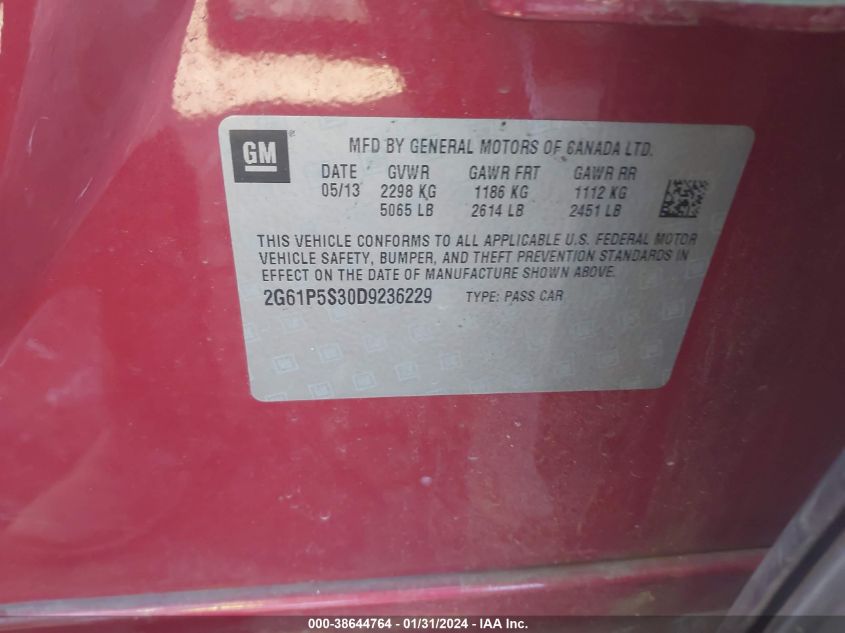 GM ®
MFD BY GENERAL MOTORS OF CANADA LTD.
DATE GVWR GAWR FRT GAWR RR
05/13 2298 KG 1186 KG 1112 KG
5065 LB 2614 LB 2451 LB
THIS VEHICLE CONFORMS TO ALL APPLICABLE U.S. FEDERAL MOTOR
VEHICLE SAFETY, BUMPER, AND THEFT PREVENTION STANDARDS IN
EFFECT ON THE DATE OF MANUFACTURE SHOWN ABOVE.
2G61P5S30D9236229 TYPE: PASS CAR
000-38644764 - 01/31/2024 - IAA Inc.